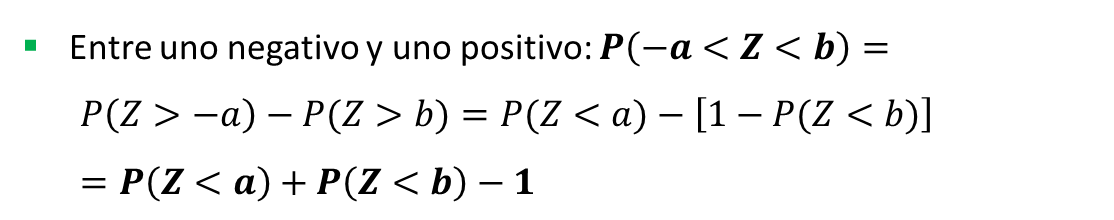 ▪ Entre uno negativo y uno positivo: P(−a < Z < b) =
P(Z > −a) − P(Z > b) = P(Z < a) − [1 − P(Z < b)]
= P(Z < a) + P(Z < b) − 1